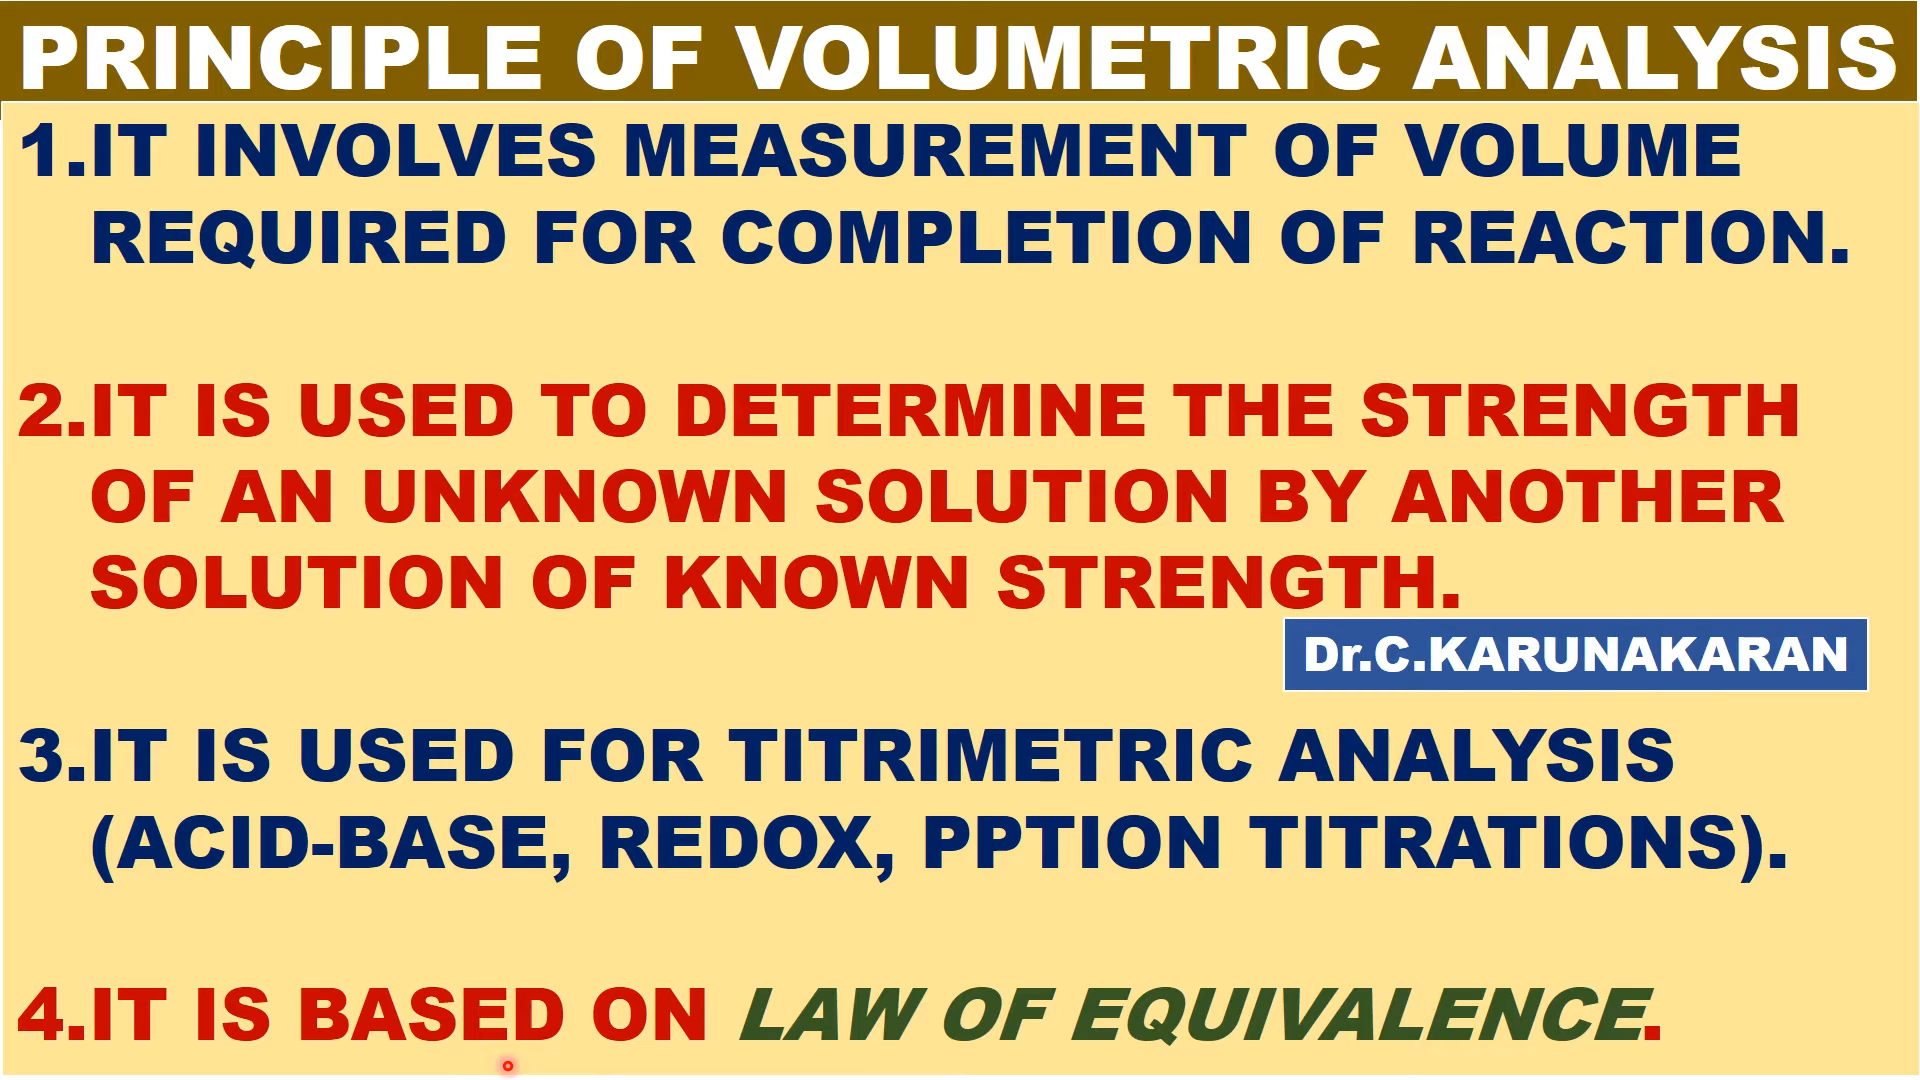 PRINCIPLE OF VOLUMETRIC ANALYSIS
1.IT INVOLVES MEASUREMENT OF VOLUME
REQUIRED FOR COMPLETION OF REACTION.
2.IT IS USED TO DETERMINE THE STRENGTH
OF AN UNKNOWN SOLUTION BY ANOTHER
SOLUTION OF KNOWN STRENGTH.
Dr.C.KARUNAKARAN
3.IT IS USED FOR TITRIMETRIC ANALYSIS
(ACID-BASE, REDOX, PPTION TITRATIONS).
4.IT IS BASED ON LAW OF EQUIVALENCE.